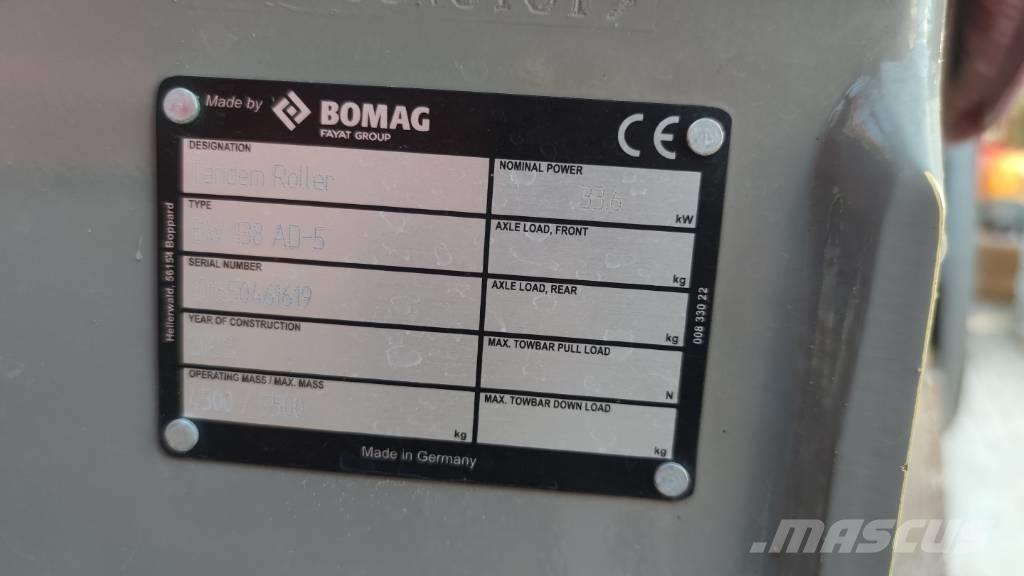 Made by BOMAG
FAYAT GROUP
CE
DESIGNATION
Tandem Roller
NOMINAL POWER
33,6
kW
TYPE
138 AD-5
AXLE LOAD, FRONT
kg
SERIAL NUMBER
AXLE LOAD, REAR
kg
YEAR OF CONSTRUCTION
MAX. TOWBAR PULL LOAD
N
OPERATING MASS / MAX. MASS
kg
MAX. TOWBAR DOWN LOAD
kg
Made in Germany
Hellerwald, 56154 Boppard
008 330 22
MASCUS